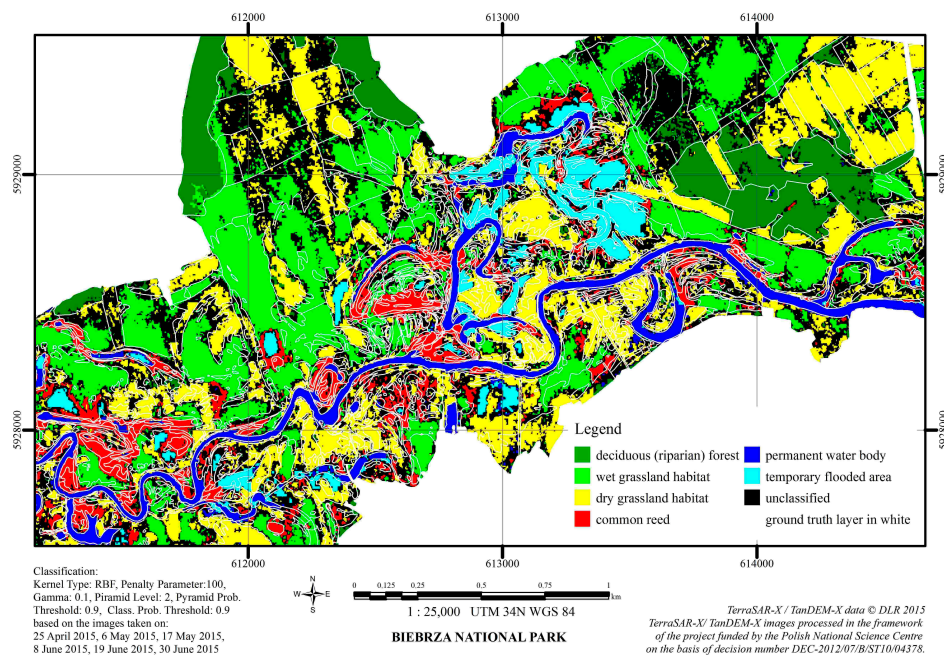 612000 613000 614000
5929000 5929000
5928000 5928000
Legend
deciduous (riparian) forest permanent water body
wet grassland habitat temporary flooded area
dry grassland habitat unclassified
common reed ground truth layer in white
612000 613000 614000
Classification:
Kernel Type: RBF, Penalty Parameter:100,
Gamma: 0.1, Piramid Level: 2, Pyramid Prob.
Threshold: 0.9, Class. Prob. Threshold: 0.9
based on the images taken on:
25 April 2015, 6 May 2015, 17 May 2015,
8 June 2015, 19 June 2015, 30 June 2015
N
W E
S
0 0.125 0.25 0.5 0.75 1
km
1 : 25,000 UTM 34N WGS 84
BIEBRZA NATIONAL PARK
TerraSAR-X / TanDEM-X data © DLR 2015
TerraSAR-X/ TanDEM-X images processed in the framework
of the project funded by the Polish National Science Centre
on the basis of decision number DEC-2012/07/B/ST10/04378.